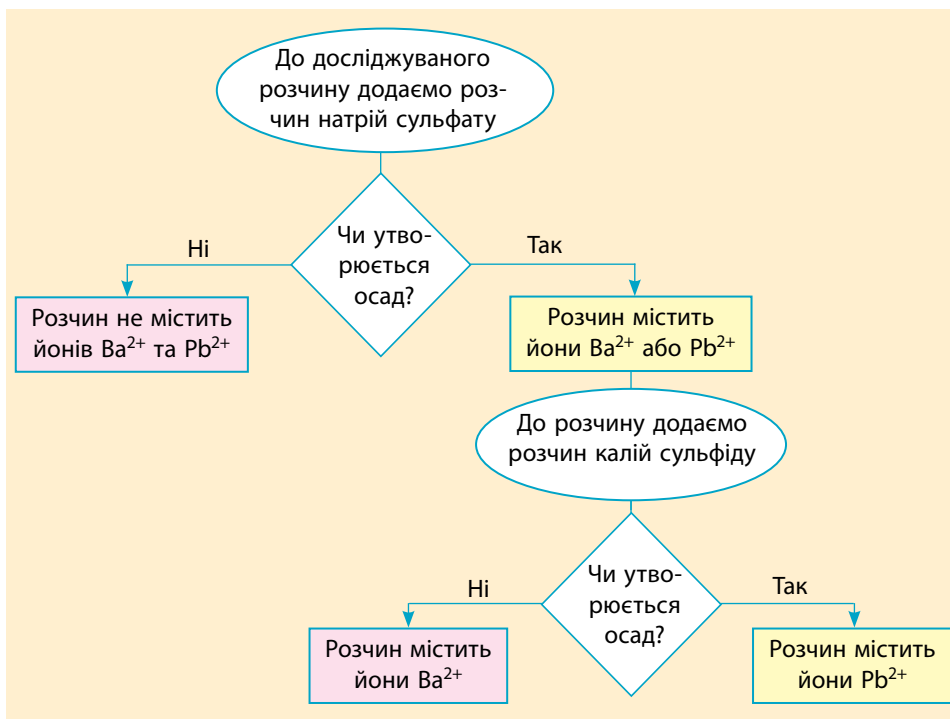 До досліджуваного
розчину додаємо роз-
чин натрій сульфату
Чи утво-
рюється
осад?
Ні
Так
Розчин не містить
йонів Ba²⁺ та Pb²⁺
Розчин містить
йони Ba²⁺ або Pb²⁺
До розчину додаємо
розчин калій сульфіду
Чи утво-
рюється
осад?
Ні
Так
Розчин містить
йони Ba²⁺
Розчин містить
йони Pb²⁺